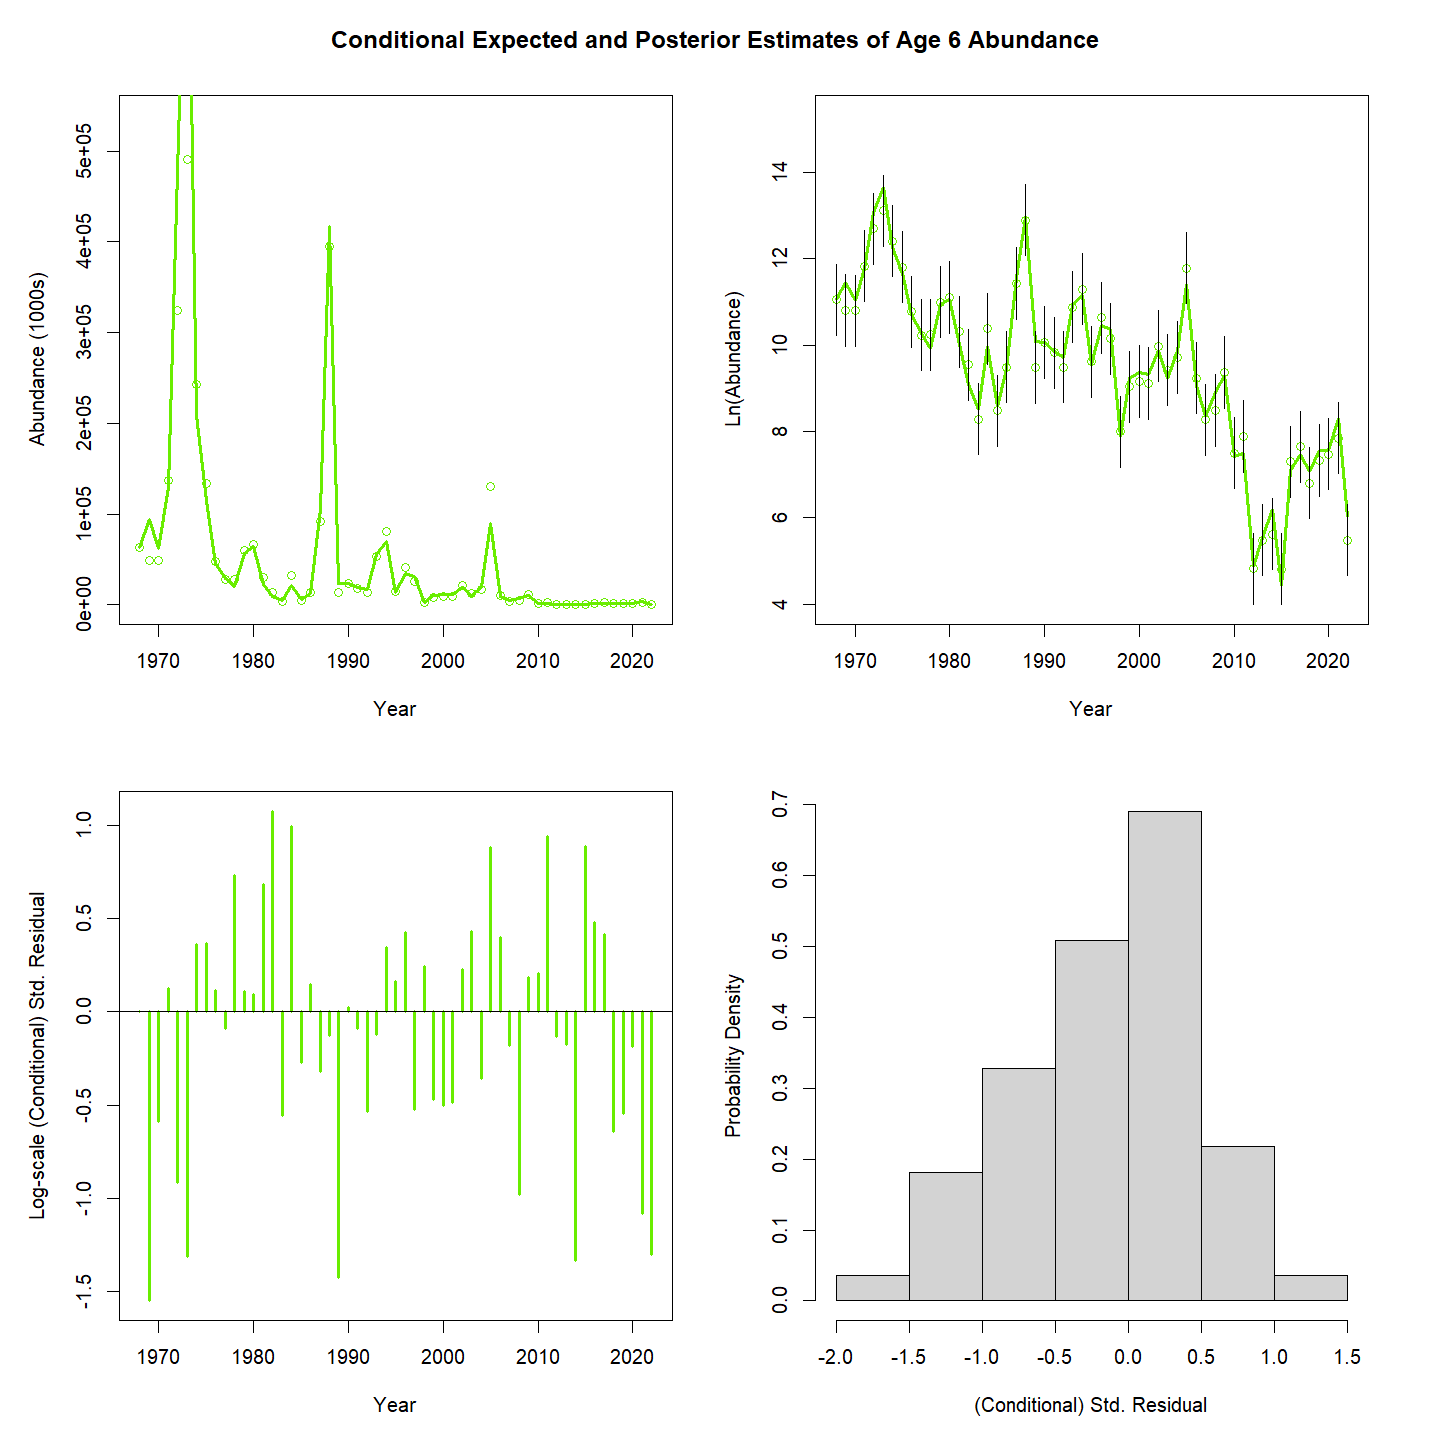 Conditional Expected and Posterior Estimates of Age 6 Abundance
Abundance (1000s)
5e+05
4e+05
3e+05
2e+05
1e+05
0e+00
1970 1980 1990 2000 2010 2020
Year
Ln(Abundance)
14
12
10
8
6
4
1970 1980 1990 2000 2010 2020
Year
Log-scale (Conditional) Std. Residual
1.0
0.5
0.0
-0.5
-1.0
-1.5
1970 1980 1990 2000 2010 2020
Year
Probability Density
0.7
0.6
0.5
0.4
0.3
0.2
0.1
0.0
-2.0 -1.5 -1.0 -0.5 0.0 0.5 1.0 1.5
(Conditional) Std. Residual